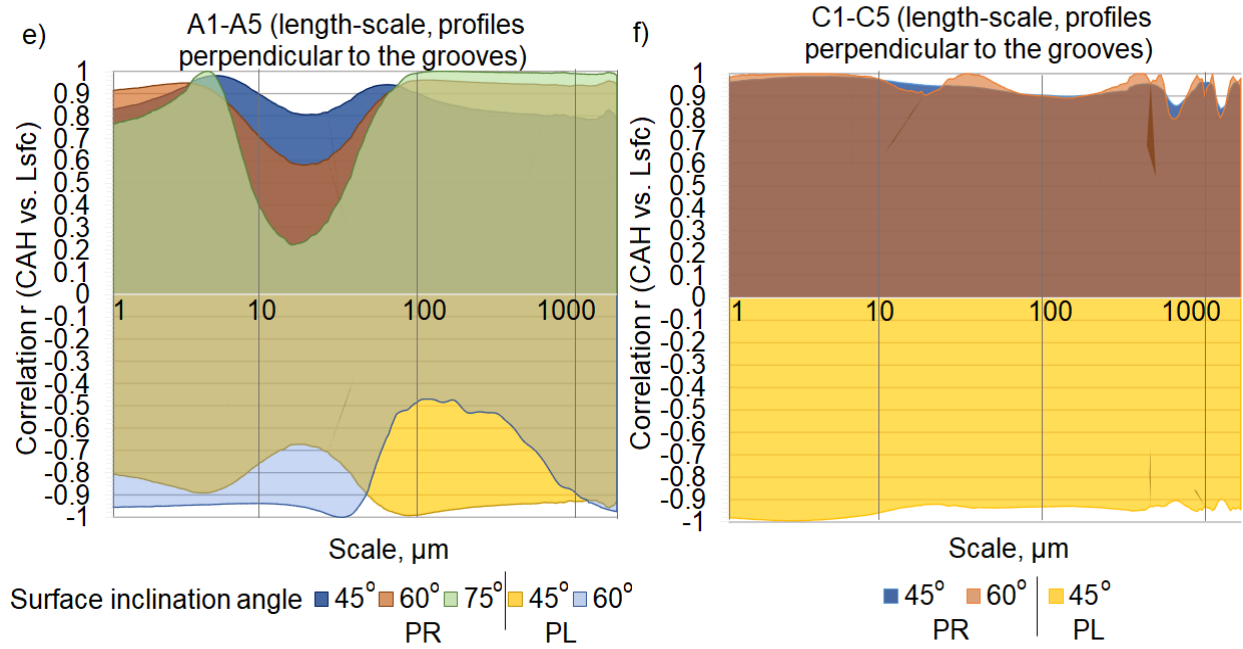 e)
A1-A5 (length-scale, profiles
perpendicular to the grooves)
Correlation r (CAH vs. Lsfc)
1
0.9
0.8
0.7
0.6
0.5
0.4
0.3
0.2
0.1
0
-0.1
-0.2
-0.3
-0.4
-0.5
-0.6
-0.7
-0.8
-0.9
-1
1 10 100 1000
Scale, µm
f)
C1-C5 (length-scale, profiles
perpendicular to the grooves)
Correlation r (CAH vs. Lsfc)
1
0.9
0.8
0.7
0.6
0.5
0.4
0.3
0.2
0.1
0
-0.1
-0.2
-0.3
-0.4
-0.5
-0.6
-0.7
-0.8
-0.9
-1
1 10 100 1000
Scale, µm
Surface inclination angle 45° 60° 75° 45° 60°
PR PL
45° 60° 45°
PR PL